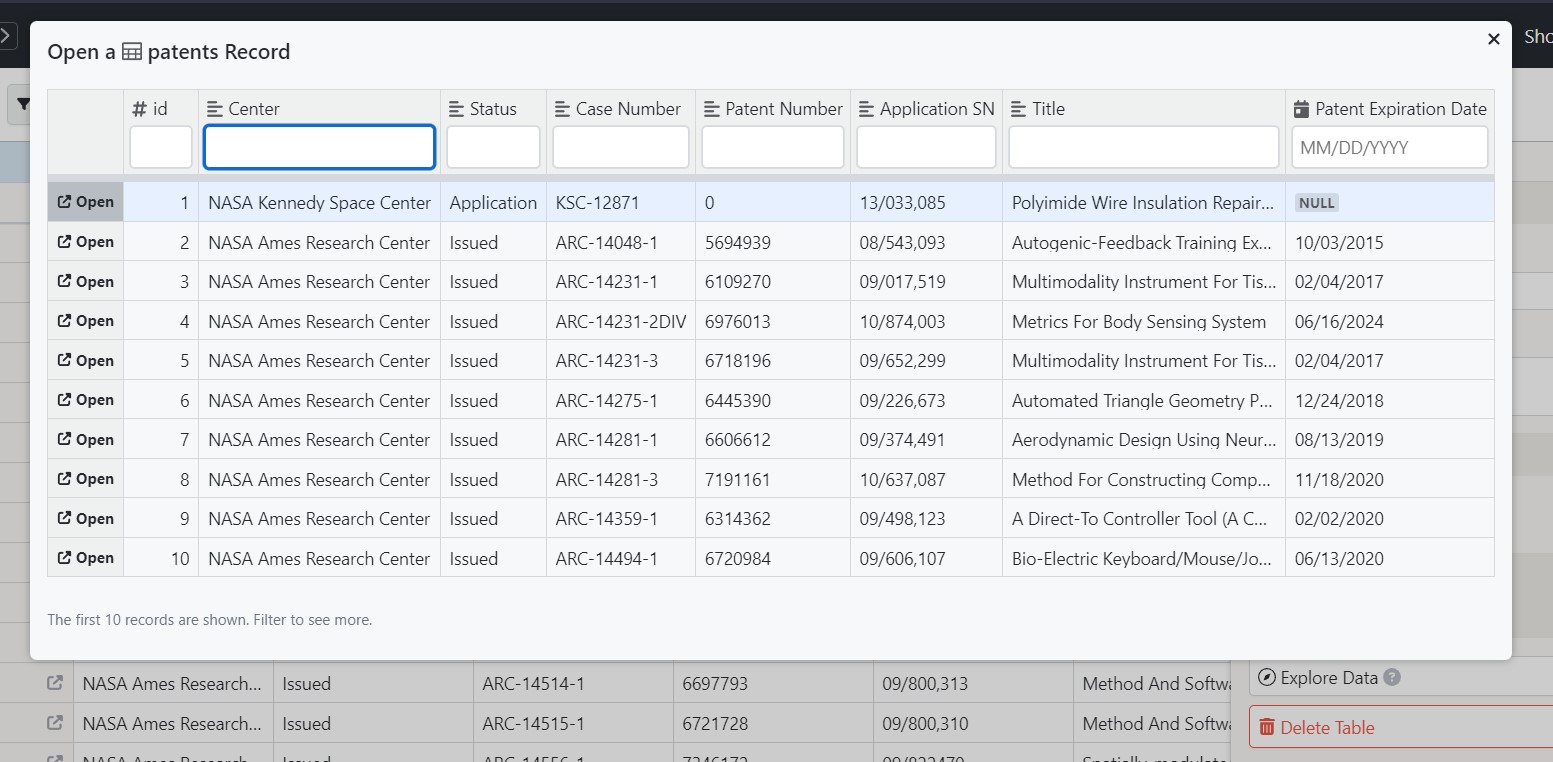 Sho
Open a patents Record
# id Center Status Case Number Patent Number Application SN Title Patent Expiration Date
MM/DD/YYYY
Open 1 NASA Kennedy Space Center Application KSC-12871 0 13/033,085 Polyimide Wire Insulation Repair... NULL
Open 2 NASA Ames Research Center Issued ARC-14048-1 5694939 08/543,093 Autogenic-Feedback Training Ex... 10/03/2015
Open 3 NASA Ames Research Center Issued ARC-14231-1 6109270 09/017,519 Multimodality Instrument For Tis... 02/04/2017
Open 4 NASA Ames Research Center Issued ARC-14231-2DIV 6976013 10/874,003 Metrics For Body Sensing System 06/16/2024
Open 5 NASA Ames Research Center Issued ARC-14231-3 6718196 09/652,299 Multimodality Instrument For Tis... 02/04/2017
Open 6 NASA Ames Research Center Issued ARC-14275-1 6445390 09/226,673 Automated Triangle Geometry P... 12/24/2018
Open 7 NASA Ames Research Center Issued ARC-14281-1 6606612 09/374,491 Aerodynamic Design Using Neur... 08/13/2019
Open 8 NASA Ames Research Center Issued ARC-14281-3 7191161 10/637,087 Method For Constructing Comp... 11/18/2020
Open 9 NASA Ames Research Center Issued ARC-14359-1 6314362 09/498,123 A Direct-To Controller Tool (A C... 02/02/2020
Open 10 NASA Ames Research Center Issued ARC-14494-1 6720984 09/606,107 Bio-Electric Keyboard/Mouse/Jo... 06/13/2020
The first 10 records are shown. Filter to see more.
NASA Ames Research... Issued ARC-14514-1 6697793 09/800,313 Method And Softw
Explore Data ?
NASA Ames Research... Issued ARC-14515-1 6721728 09/800,310 Method And Softw
Delete Table